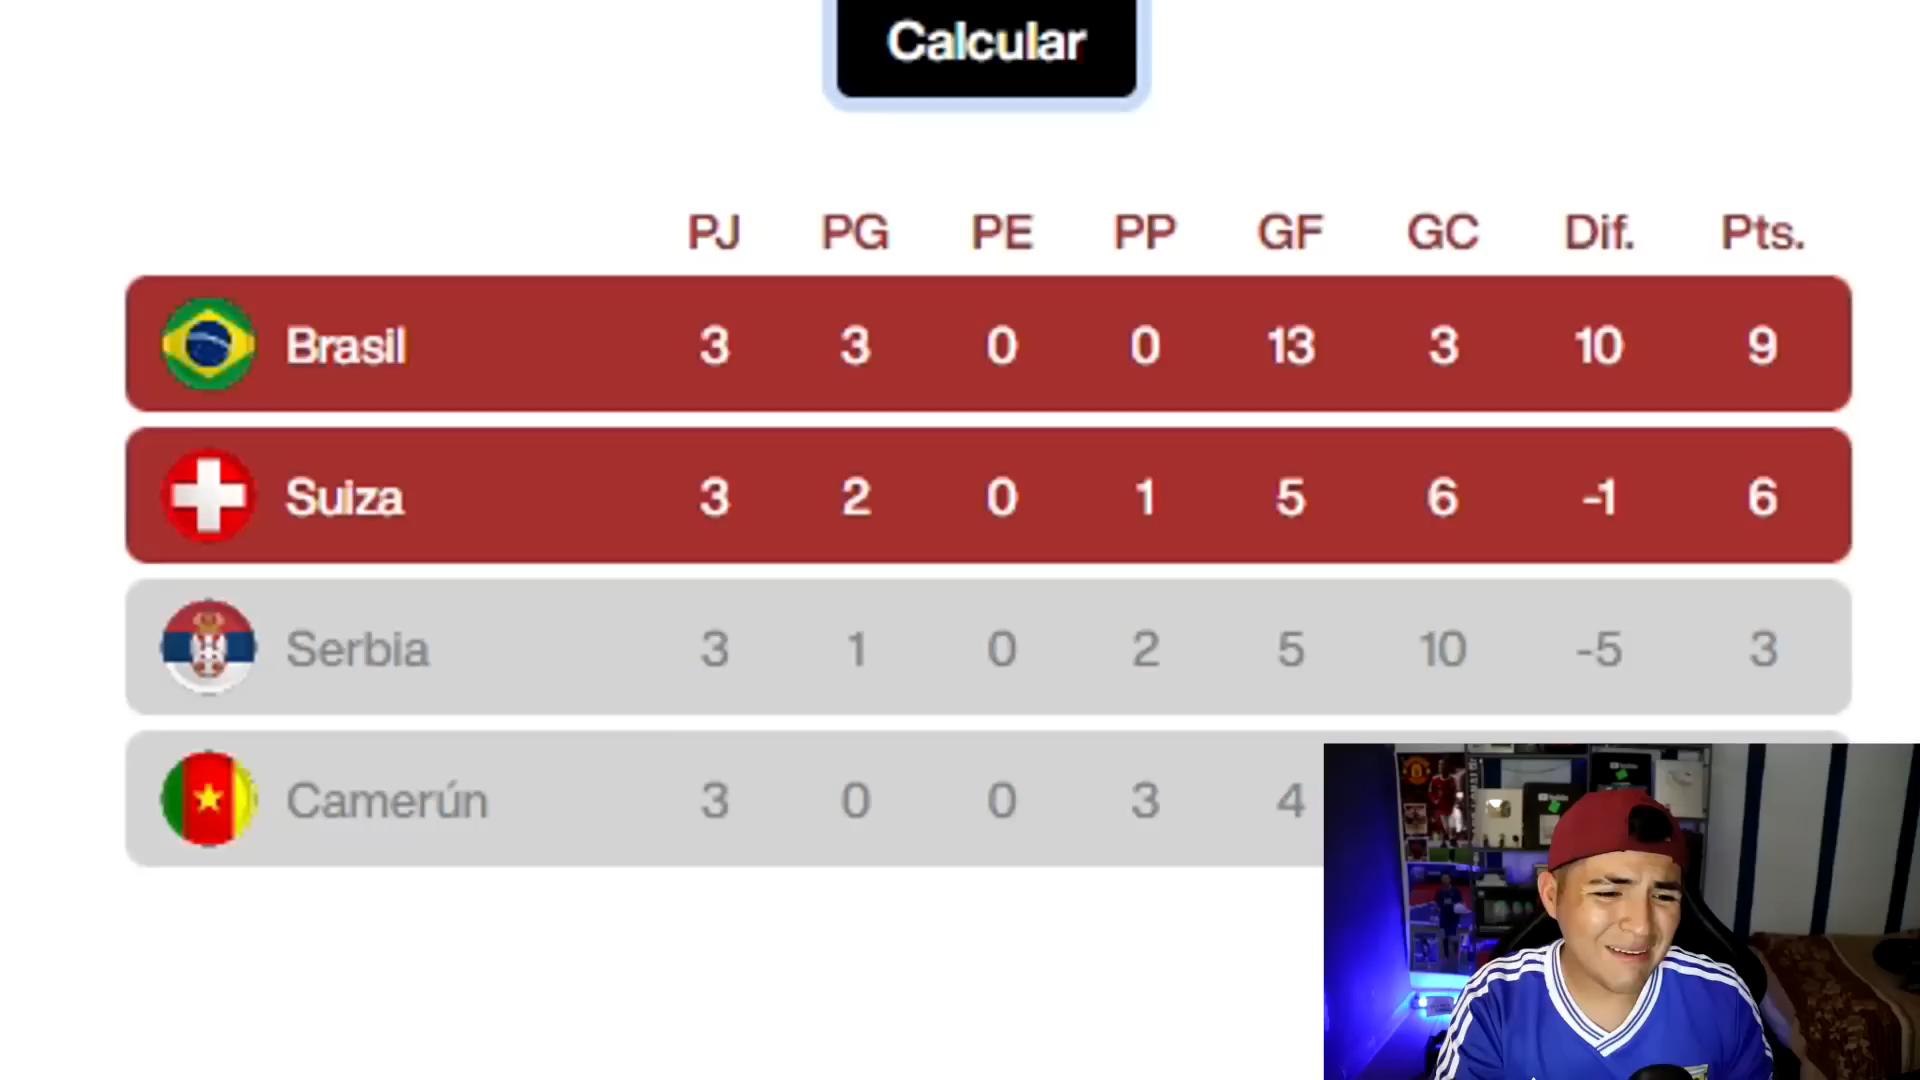 Calcular
PJ PG PE PP GF GC Dif. Pts.
Brasil 3 3 0 0 13 3 10 9
Suiza 3 2 0 1 5 6 -1 6
Serbia 3 1 0 2 5 10 -5 3
Camerún 3 0 0 3 4